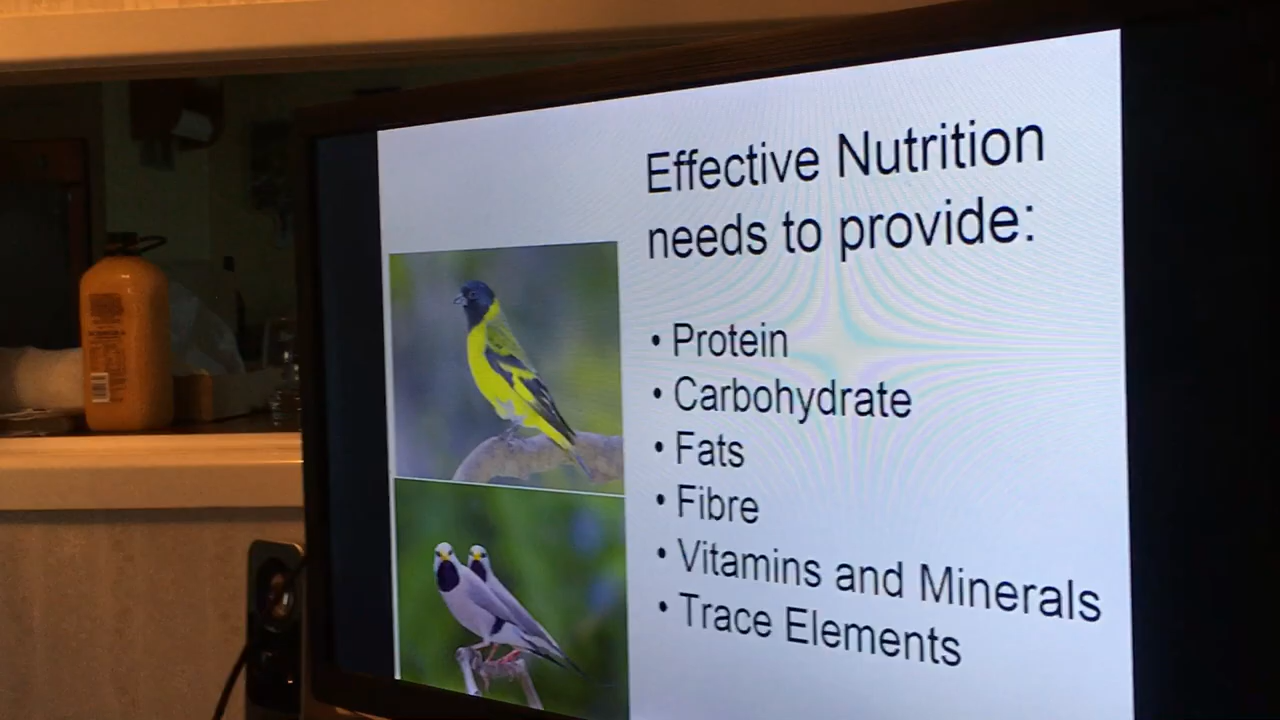 Effective Nutrition
needs to provide:
• Protein
• Carbohydrate
• Fats
• Fibre
• Vitamins and Minerals
• Trace Elements